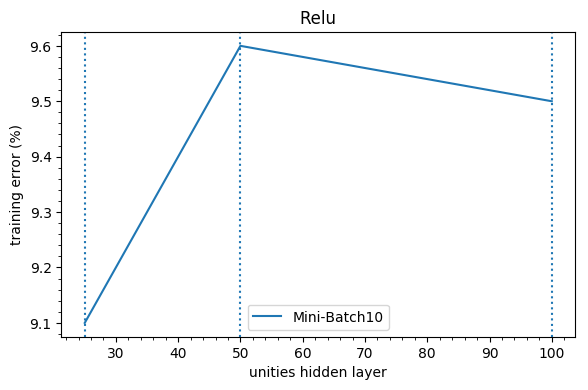 Relu
9.6
9.5
9.4
9.3
9.2
9.1
training error (%)
Mini-Batch10
30 40 50 60 70 80 90 100
unities hidden layer